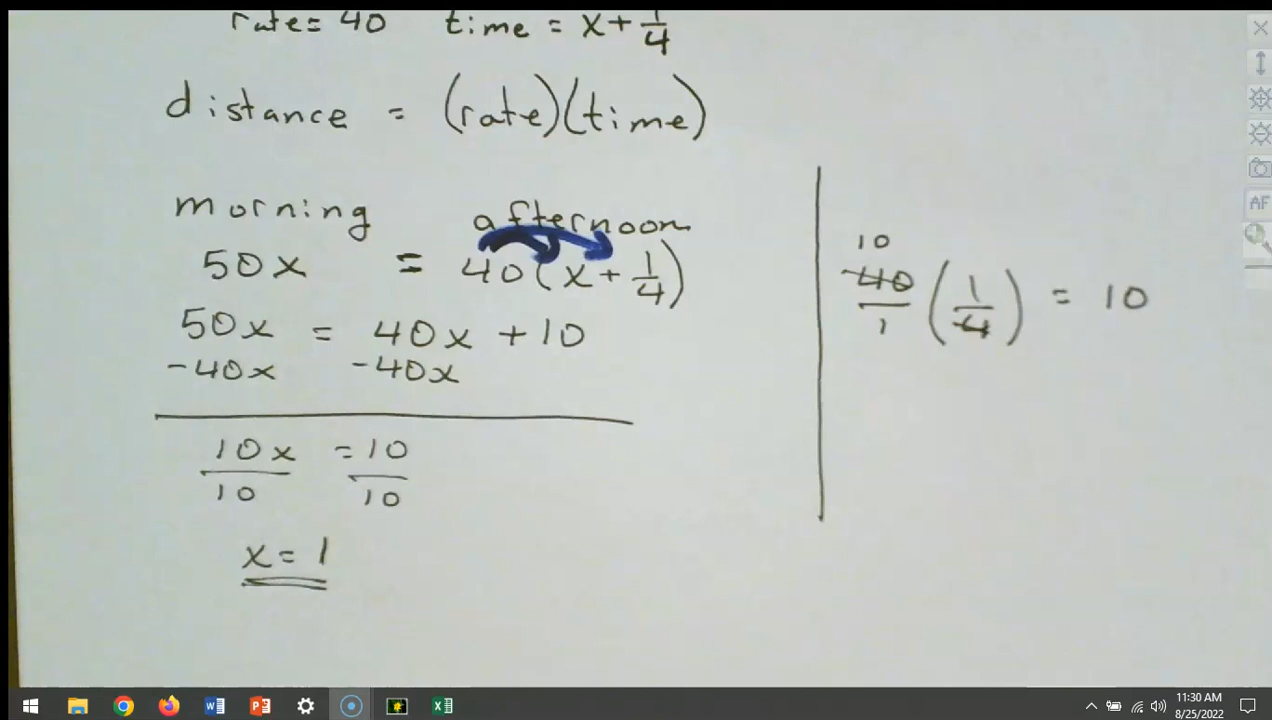 rate= 40 time = x+ 1/4
distance = (rate)(time)
morning afternoon
50x = 40(x+ 1/4)
50x = 40x +10
-40x -40x
10x = 10
10 10
x = 1
10
40/1 (1/4) = 10
AF
11:30 AM
8/25/2022